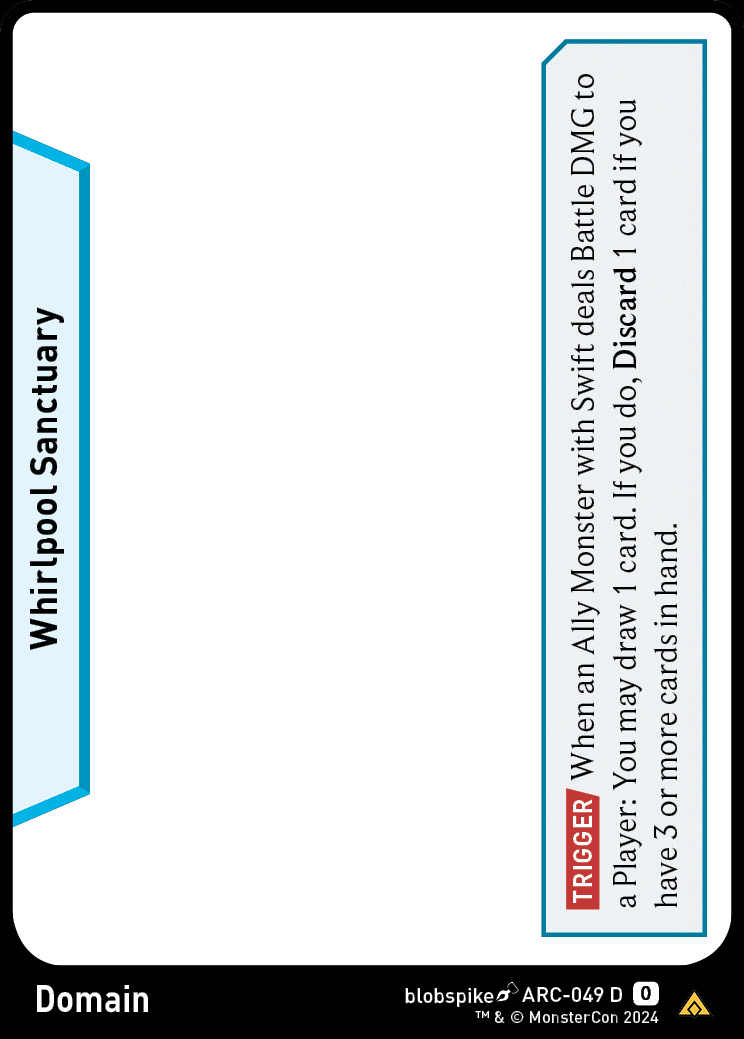 Whirlpool Sanctuary
TRIGGER When an Ally Monster with Swift deals Battle DMG to
a Player: You may draw 1 card. If you do, Discard 1 card if you
have 3 or more cards in hand.
Domain
blobspike ARC-049 D 0
™ & © MonsterCon 2024